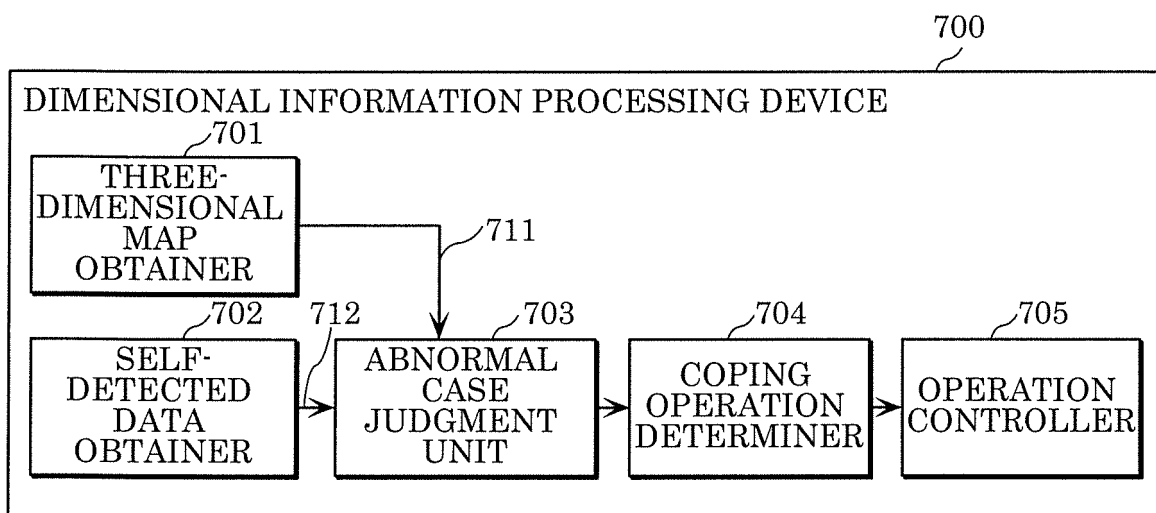 700
DIMENSIONAL INFORMATION PROCESSING DEVICE
701
THREE-
DIMENSIONAL
MAP
OBTAINER
711
702
SELF-
DETECTED
DATA
OBTAINER
712
703
ABNORMAL
CASE
JUDGMENT
UNIT
704
COPING
OPERATION
DETERMINER
705
OPERATION
CONTROLLER